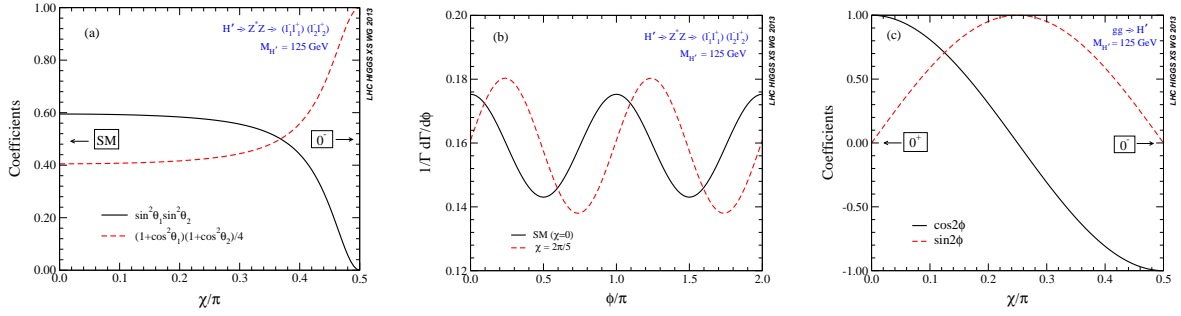 (a)
H′ → Z*Z → (l₁⁻l₁⁺) (l₂⁻l₂⁺)
M_H′ = 125 GeV
LHC HIGGS XS WG 2013
1.00
0.80
0.60
0.40
0.20
0.00
Coefficients
SM
0⁻
sin²θ₁sin²θ₂
(1+cos²θ₁)(1+cos²θ₂)/4
0.0 0.1 0.2 0.3 0.4 0.5
χ/π
(b)
H′ → Z*Z → (l₁⁻l₁⁺) (l₂⁻l₂⁺)
M_H′ = 125 GeV
LHC HIGGS XS WG 2013
0.20
0.18
0.16
0.14
0.12
1/Γ dΓ/dϕ
SM (χ=0)
χ = 2π/5
0.0 0.5 1.0 1.5 2.0
ϕ/π
(c)
gg → H′
M_H′ = 125 GeV
LHC HIGGS XS WG 2013
1.00
0.50
0.00
-0.50
-1.00
Coefficients
0⁺
0⁻
cos2ϕ
sin2ϕ
0.0 0.1 0.2 0.3 0.4 0.5
χ/π